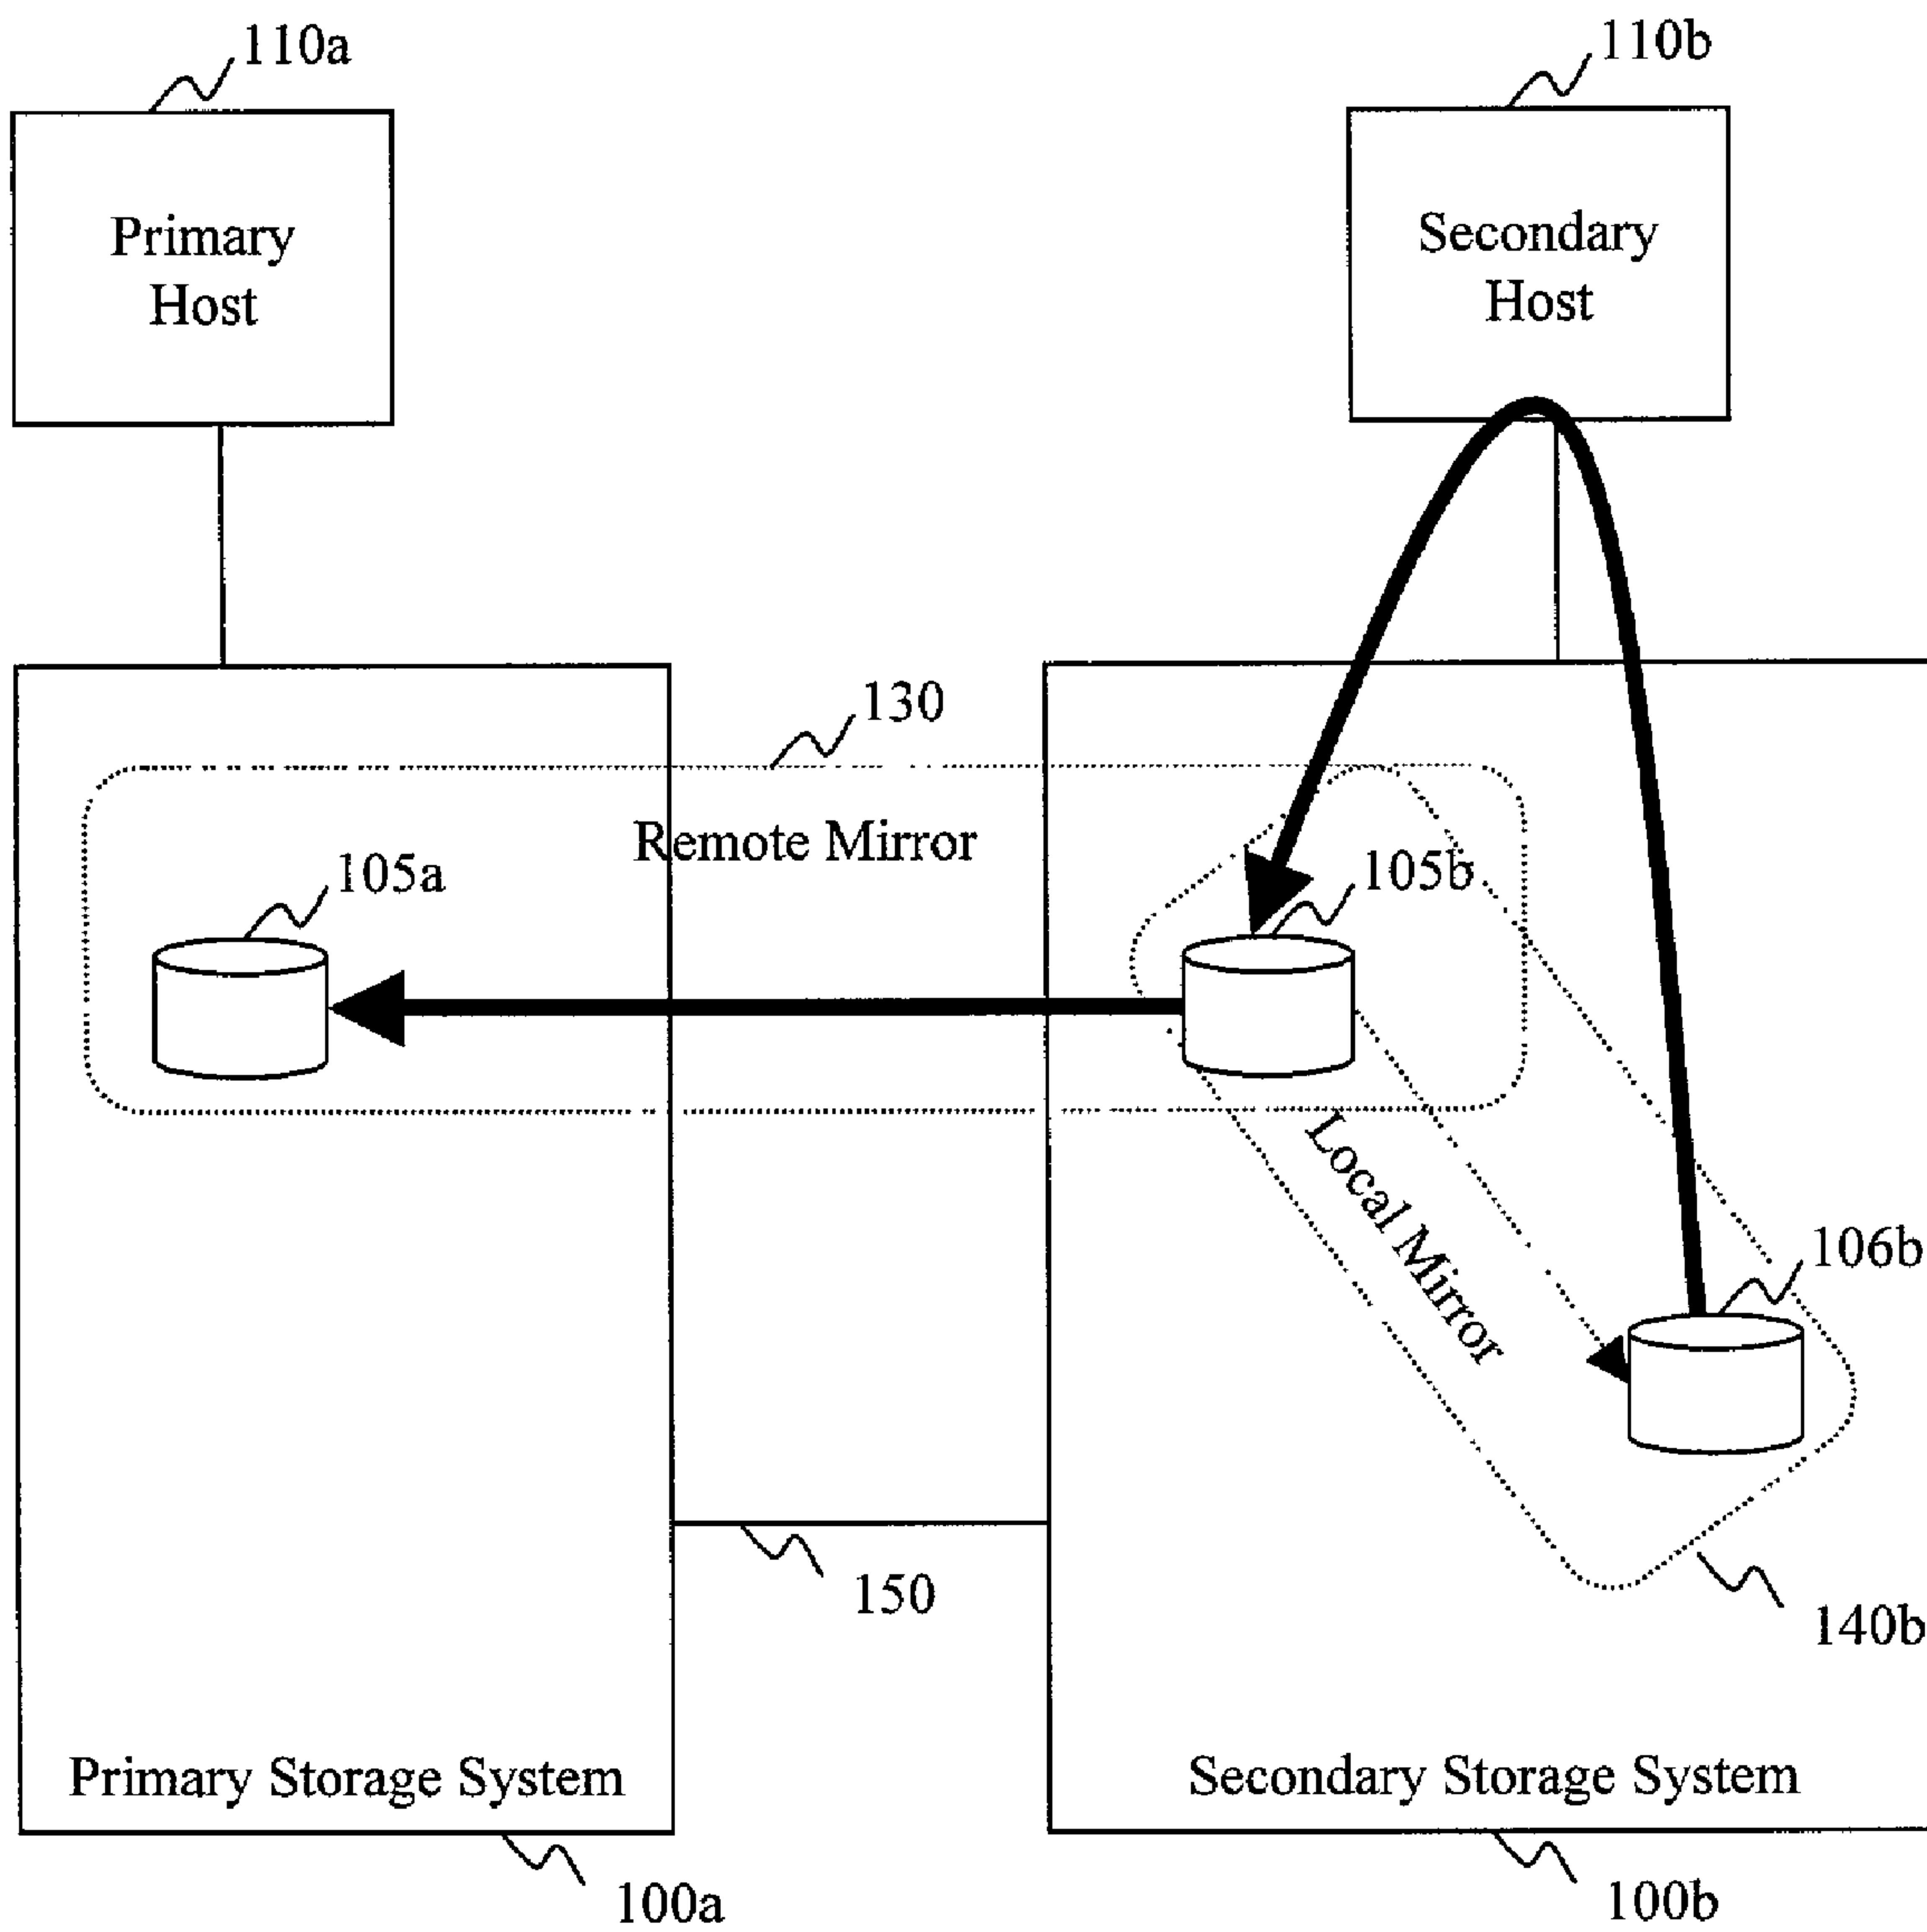 110a
110b
Primary
Host
Secondary
Host
130
Remote Mirror
105a
105b
Local Mirror
106b
150
140b
Primary Storage System
Secondary Storage System
100a
100b